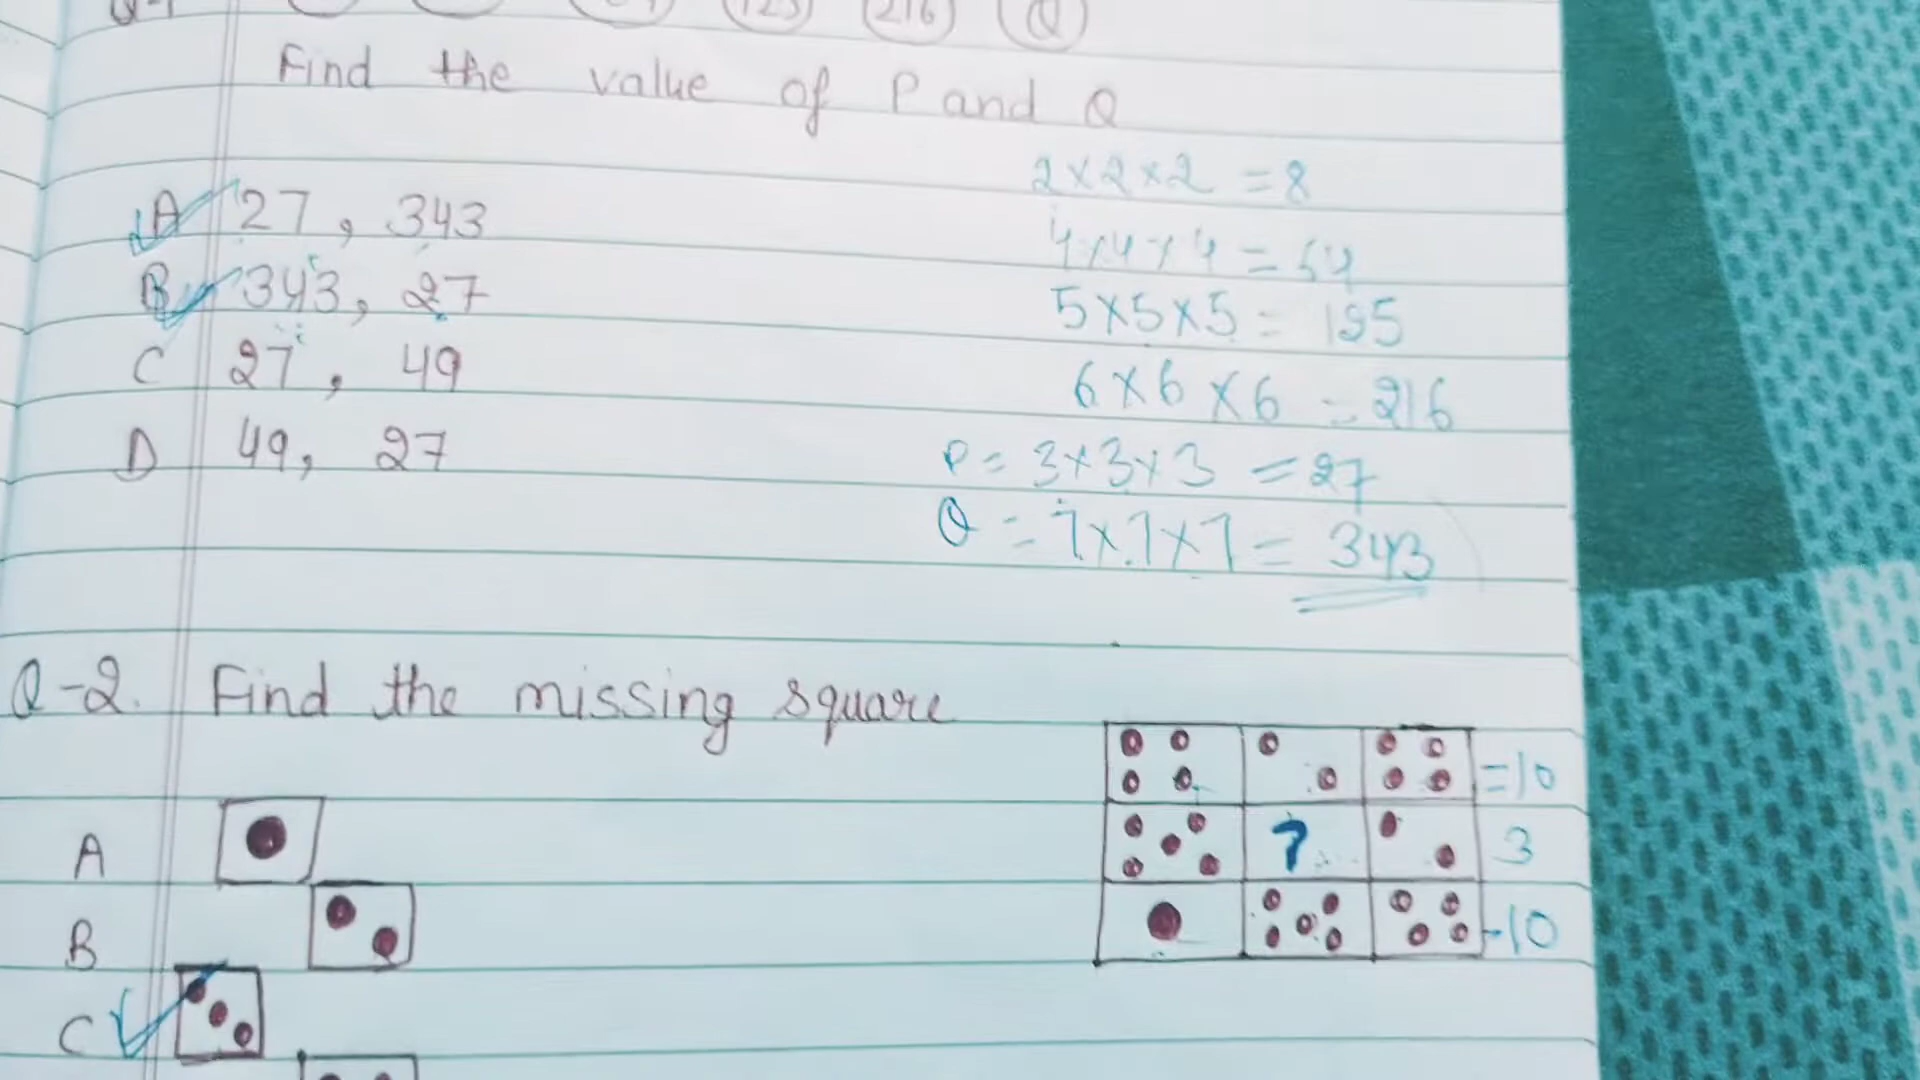 125 216 Q
Find the value of P and Q
A 27, 343
B 343, 27
C 27, 49
D 49, 27
2×2×2 = 8
4×4×4 = 64
5×5×5 = 125
6×6×6 = 216
P = 3×3×3 = 27
Q = 7×7×7 = 343
Q-2. Find the missing square
=10
? 3
-10
A
B
C